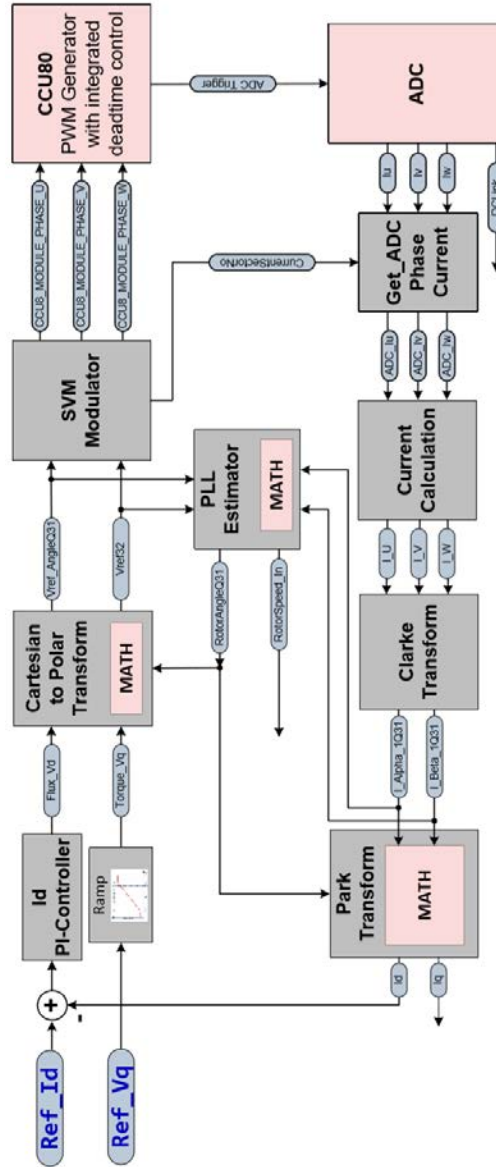 Ref_Id
Ref_Vq
+
-
Id
PI-Controller
Ramp
Flux_Vd
Torque_Vq
Cartesian
to Polar
Transform
MATH
Vref_AngleQ31
Vref32
SVM
Modulator
CCU8_MODULE_PHASE_U
CCU8_MODULE_PHASE_V
CCU8_MODULE_PHASE_W
CCU80
PWM Generator
with integrated
deadtime control
PLL
Estimator
MATH
RotorAngleQ31
RotorSpeed_In
CurrentSectorNo
ADC Trigger
Park
Transform
MATH
Id
Iq
I_Alpha_1Q31
I_Beta_1Q31
Clarke
Transform
I_U
I_V
I_W
Current
Calculation
ADC_Iu
ADC_Iv
ADC_Iw
Get_ADC
Phase
Current
Iu
Iv
Iw
ADC